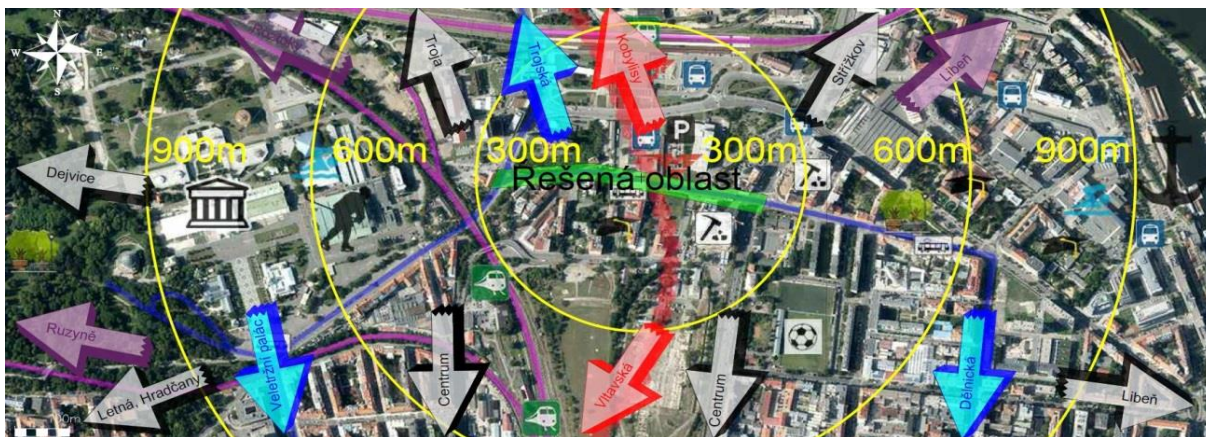 N
W E
S
Troja
Trojská
Kobylisy
Střížkov
Libeň
900m
600m
300m
300m
600m
900m
P
Dejvice
Řešená oblast
Ruzyně
Letná, Hradčany
Veletržní palác
Centrum
Vltavská
Centrum
Dělnická
Libeň